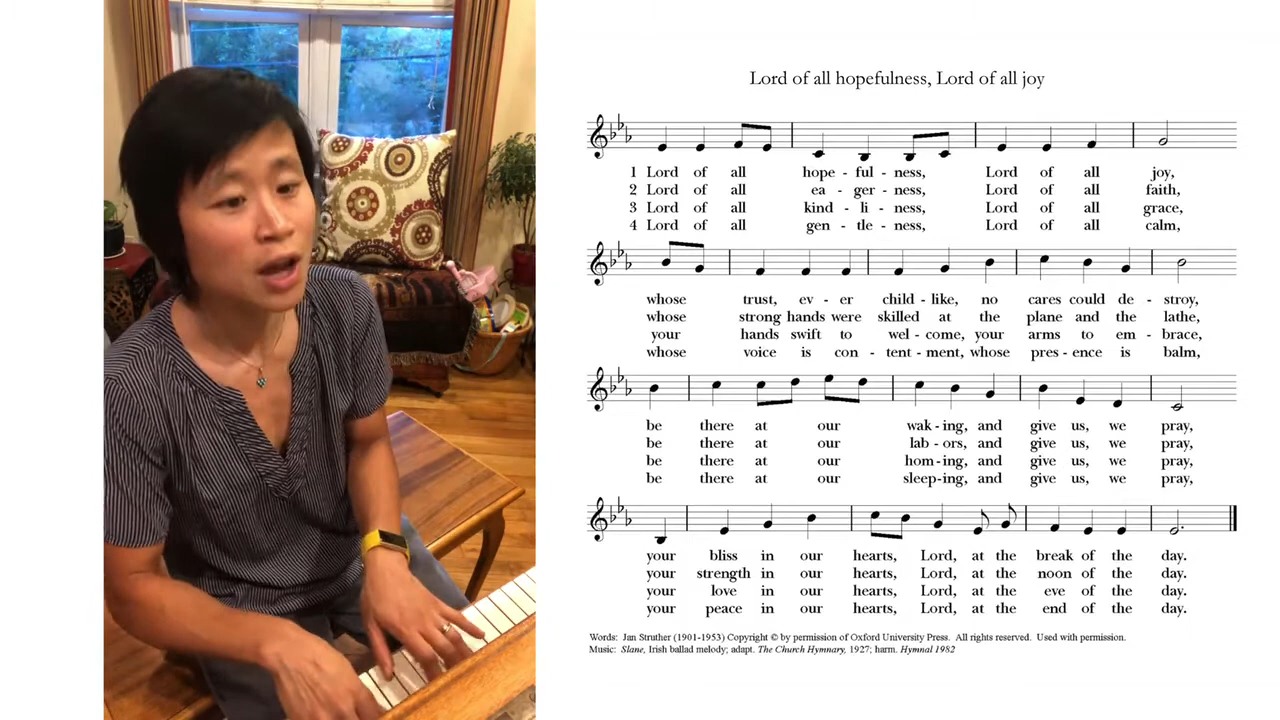 Lord of all hopefulness, Lord of all joy
1 Lord of all hope - ful - ness, Lord of all joy,
2 Lord of all ea - ger - ness, Lord of all faith,
3 Lord of all kind - li - ness, Lord of all grace,
4 Lord of all gen - tle - ness, Lord of all calm,
whose trust, ev - er child - like, no cares could de - stroy,
whose strong hands were skilled at the plane and the lathe,
your hands swift to wel - come, your arms to em - brace,
whose voice is con - tent - ment, whose pres - ence is balm,
be there at our wak - ing, and give us, we pray,
be there at our lab - ors, and give us, we pray,
be there at our hom - ing, and give us, we pray,
be there at our sleep - ing, and give us, we pray,
your bliss in our hearts, Lord, at the break of the day.
your strength in our hearts, Lord, at the noon of the day.
your love in our hearts, Lord, at the eve of the day.
your peace in our hearts, Lord, at the end of the day.
Words: Jan Struther (1901-1953) Copyright © by permission of Oxford University Press. All rights reserved. Used with permission.
Music: Slane, Irish ballad melody; adapt. The Church Hymnary, 1927; harm. Hymnal 1982